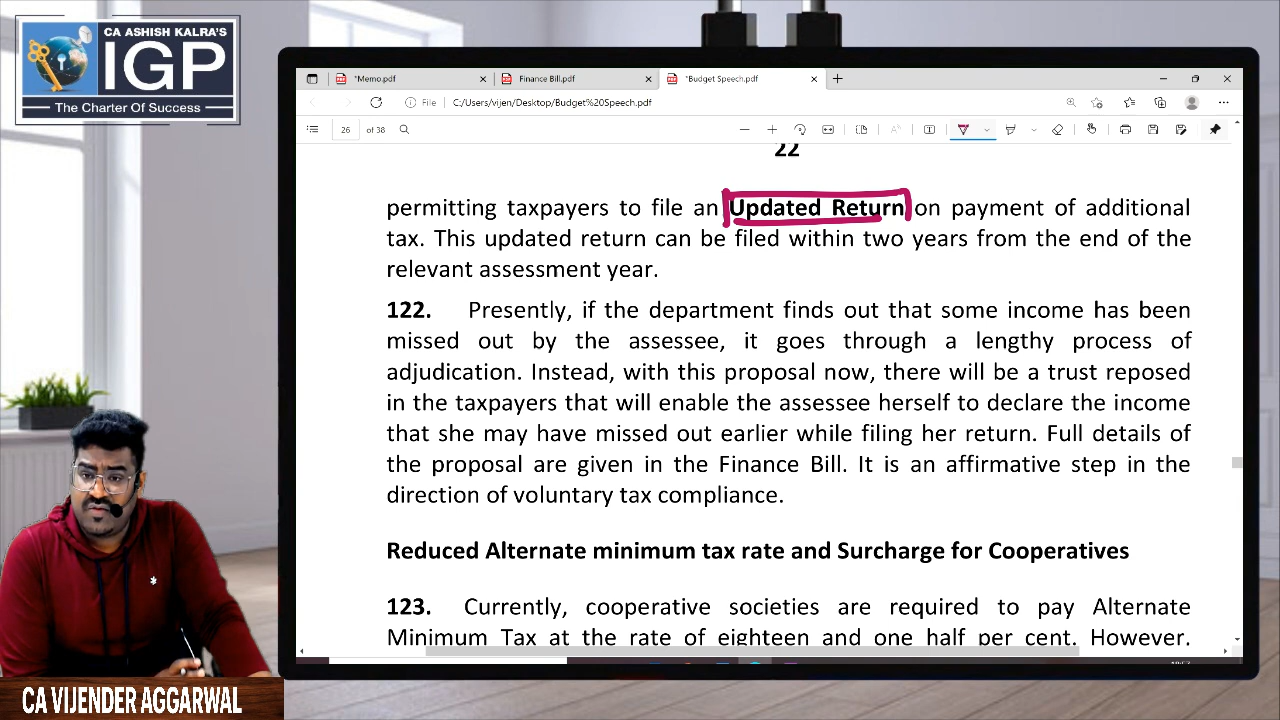 CA ASHISH KALRA'S
IGP
The Charter Of Success
*Memo.pdf
Finance Bill.pdf
*Budget Speech.pdf
File
C:/Users/vijen/Desktop/Budget%20Speech.pdf
26 of 38
22
permitting taxpayers to file an Updated Return on payment of additional
tax. This updated return can be filed within two years from the end of the
relevant assessment year.
122. Presently, if the department finds out that some income has been
missed out by the assessee, it goes through a lengthy process of
adjudication. Instead, with this proposal now, there will be a trust reposed
in the taxpayers that will enable the assessee herself to declare the income
that she may have missed out earlier while filing her return. Full details of
the proposal are given in the Finance Bill. It is an affirmative step in the
direction of voluntary tax compliance.
Reduced Alternate minimum tax rate and Surcharge for Cooperatives
123. Currently, cooperative societies are required to pay Alternate
Minimum Tax at the rate of eighteen and one half per cent. However,
CA VIJENDER AGGARWAL